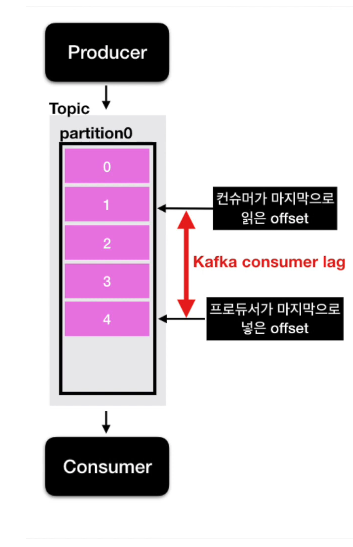 Producer
Topic
partition0
0
1
2
3
4
컨슈머가 마지막으로
읽은 offset
Kafka consumer lag
프로듀서가 마지막으로
넣은 offset
Consumer